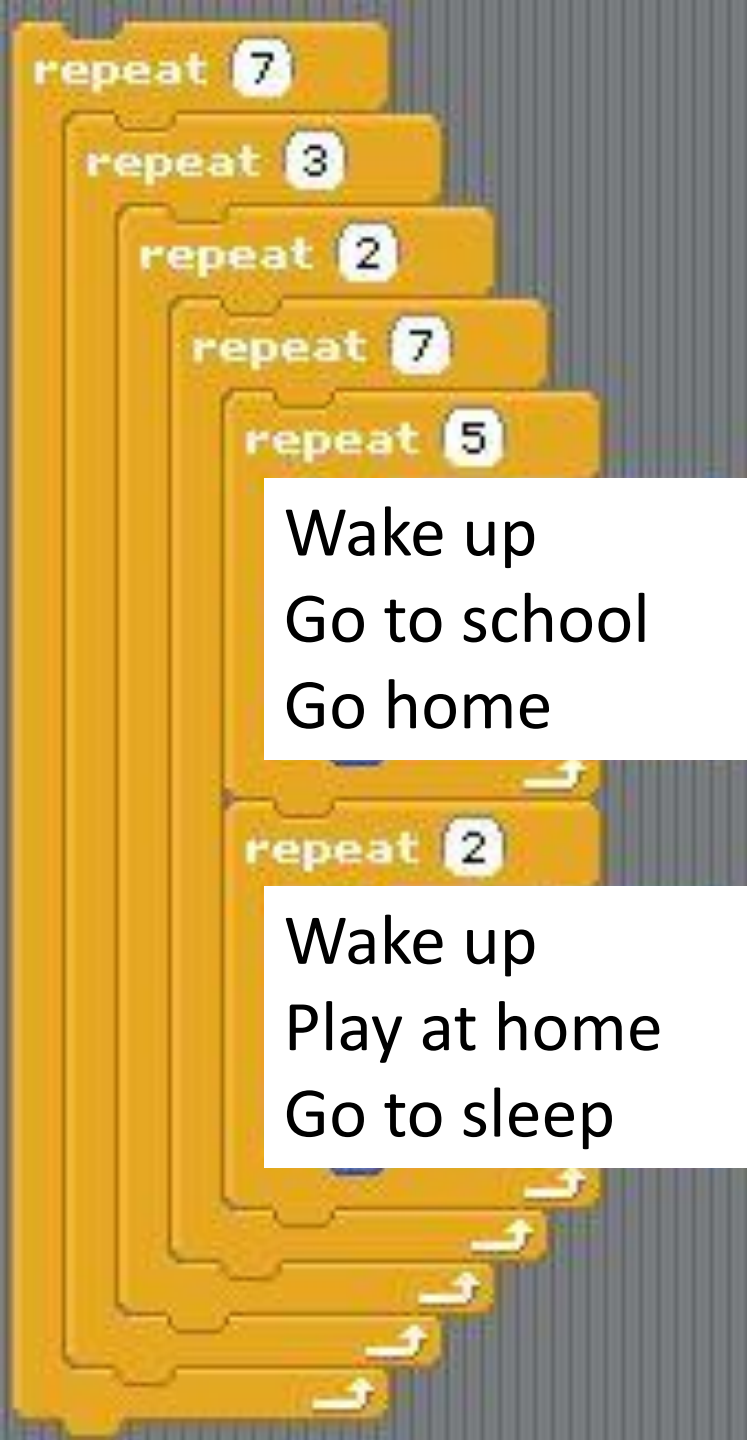 repeat 7
repeat 3
repeat 2
repeat 7
repeat 5
Wake up
Go to school
Go home
repeat 2
Wake up
Play at home
Go to sleep